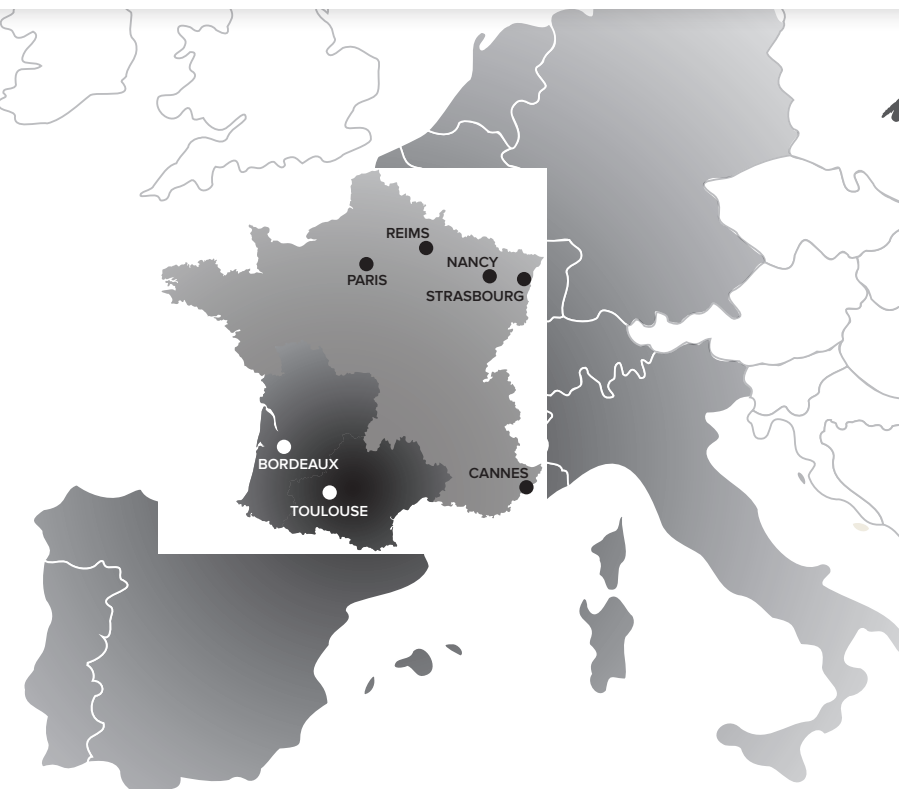 REIMS
NANCY
PARIS
STRASBOURG
BORDEAUX
CANNES
TOULOUSE